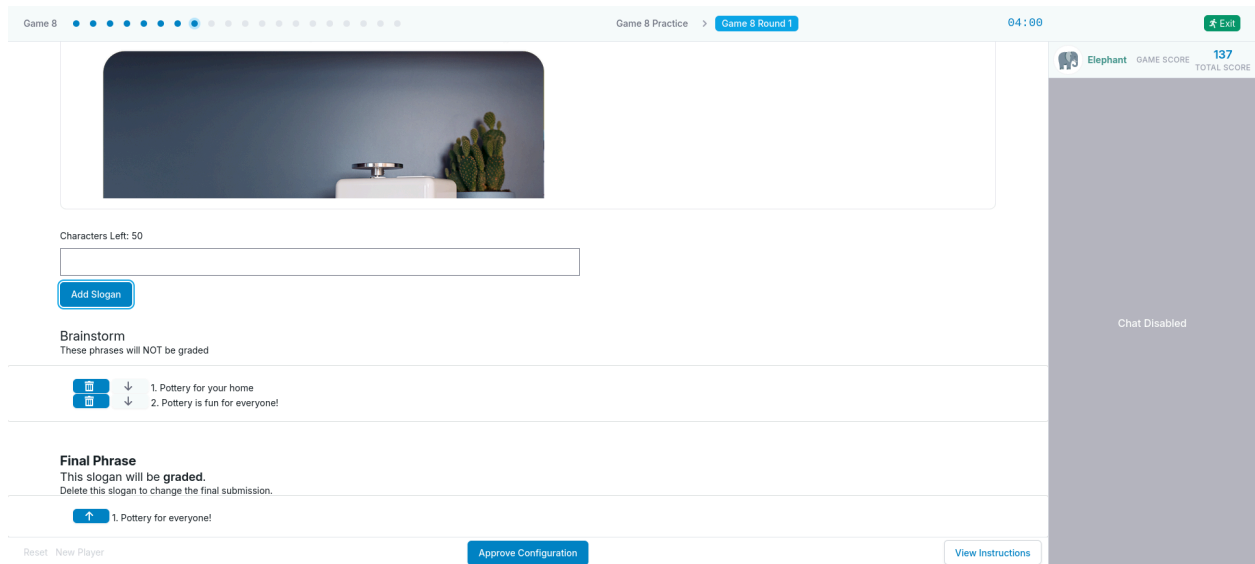 Game 8
Game 8 Practice > Game 8 Round 1
04:00
Exit
Elephant GAME SCORE 137 TOTAL SCORE
Characters Left: 50
Add Slogan
Chat Disabled
Brainstorm
These phrases will NOT be graded
1. Pottery for your home
2. Pottery is fun for everyone!
Final Phrase
This slogan will be graded.
Delete this slogan to change the final submission.
1. Pottery for everyone!
Reset New Player
Approve Configuration
View Instructions